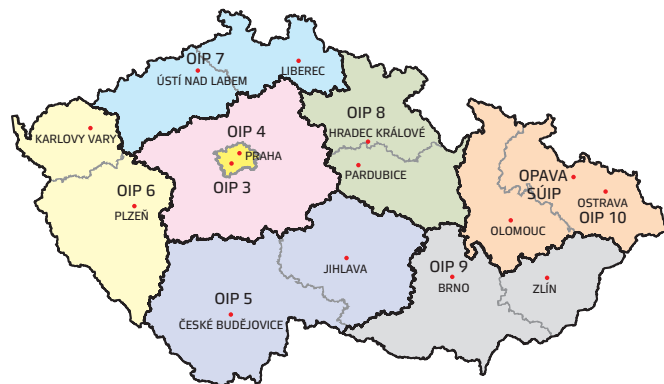 OIP 7
ÚSTÍ NAD LABEM
LIBEREC
OIP 8
HRADEC KRÁLOVÉ
PARDUBICE
KARLOVY VARY
OIP 4
PRAHA
OIP 3
OIP 6
PLZEŇ
OPAVA
SÚIP
OSTRAVA
OIP 10
OLOMOUC
JIHLAVA
OIP 9
BRNO
ZLÍN
OIP 5
ČESKÉ BUDĚJOVICE